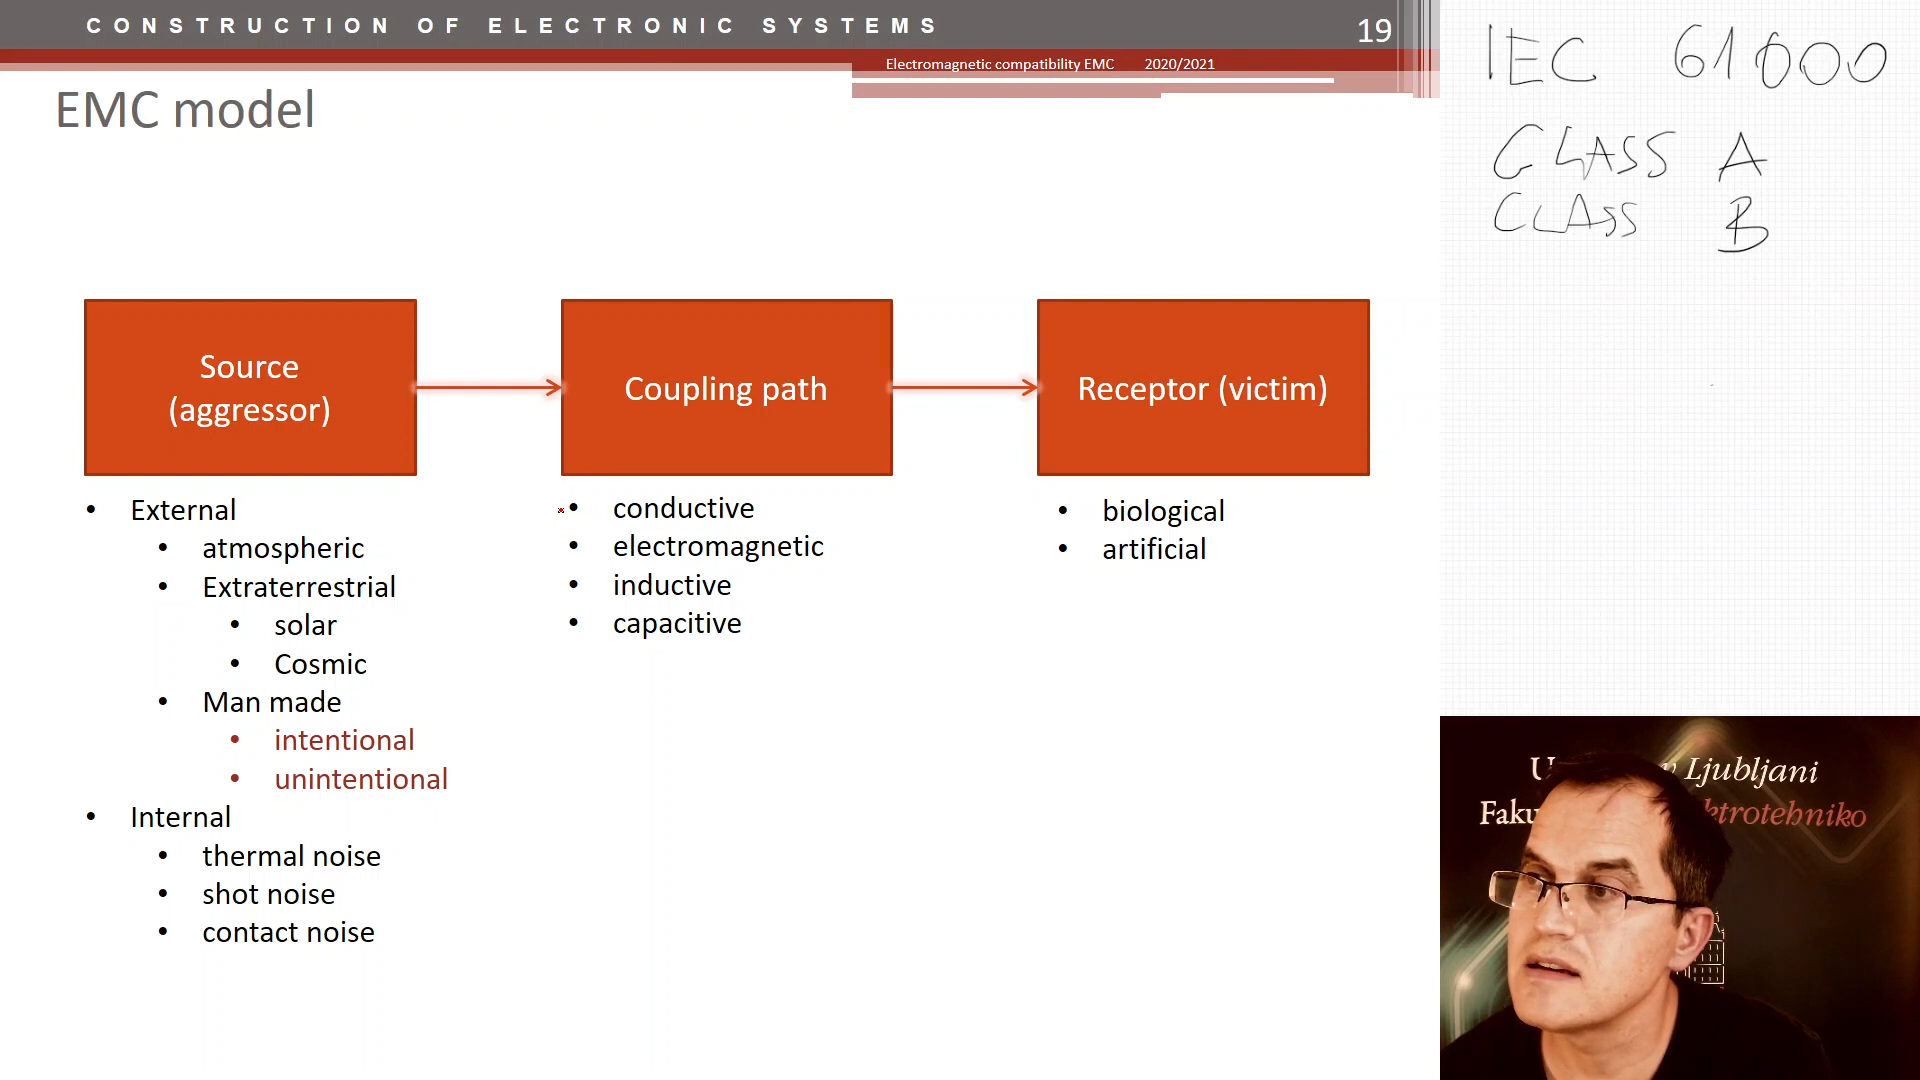 CONSTRUCTION OF ELECTRONIC SYSTEMS
19
Electromagnetic compatibility EMC 2020/2021
EMC model
Source
(aggressor)
Coupling path
Receptor (victim)
• External
• atmospheric
• Extraterrestrial
• solar
• Cosmic
• Man made
• intentional
• unintentional
• Internal
• thermal noise
• shot noise
• contact noise
• conductive
• electromagnetic
• inductive
• capacitive
• biological
• artificial
IEC 61000
CLASS A
CLASS B
v Ljubljani